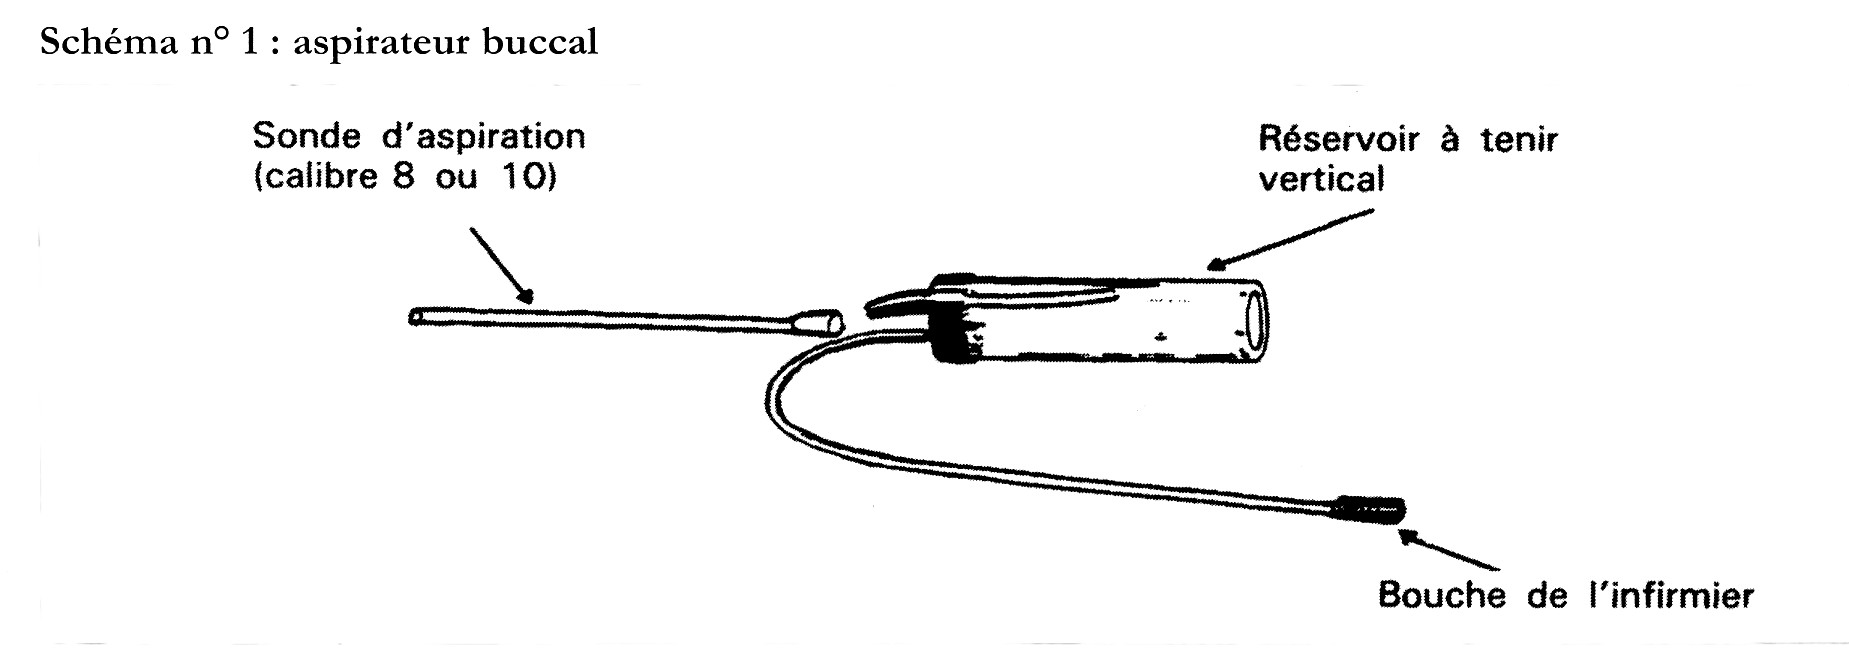 Schéma n° 1 : aspirateur buccal
Sonde d'aspiration
(calibre 8 ou 10)
Réservoir à tenir
vertical
Bouche de l'infirmier